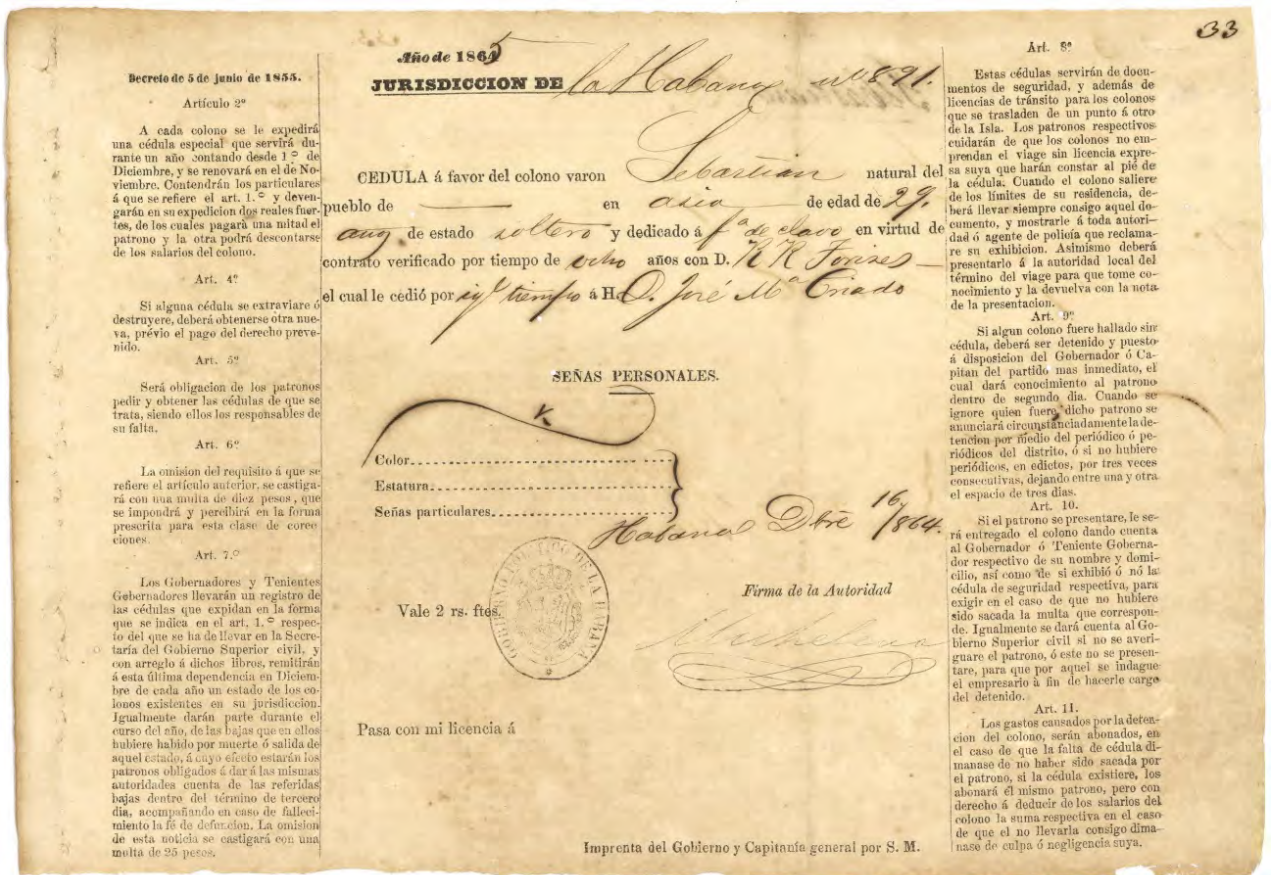 33
Decreto de 5 de junio de 1855.
Artículo 2º
A cada colono se le expedirá
una cédula especial que servirá du-
rante un año contando desde 1.º de
Diciembre, y se renovará en el de No-
viembre. Contendrán los particulares
á que se refiere el art. 1.º y deven-
garán en su expedicion dos reales fuer-
tes, de los cuales pagará una mitad el
patrono y la otra podrá descontarse
de los salarios del colono.
Art. 4º
Si alguna cédula se extraviare ó
destruyere, deberá obtenerse otra nue-
va, prévio el pago del derecho preve-
nido.
Art. 5º
Será obligacion de los patronos
pedir y obtener las cédulas de que se
trata, siendo ellos los responsables de
su falta.
Art. 6º
La omision del requisito á que se
refiere el artículo anterior, se castiga-
rá con una multa de diez pesos, que
se impondrá y percibirá en la forma
prescrita para esta clase de corec
ciones.
Art. 7.º
Los Gobernadores y Tenientes
Gobernadores llevarán un registro de
las cédulas que expidan en la forma
que se indica en el art. 1.º respec-
to del que se ha de llevar en la Secre-
taría del Gobierno Superior civil, y
con arreglo á dichos libros, remitirán
á esta última dependencia en Diciem-
bre de cada año un estado de los co-
lonos existentes en su jurisdiccion.
Igualmente darán parte durante el
curso del año, de las bajas que en ellos
hubiere habido por muerte ó salida de
aquel estado, á cuyo efecto estarán los
patronos obligados á dar á las mismas
autoridades cuenta de las referidas
bajas dentro del término de tercero
dia, acompañando en caso de falleci-
miento la fé de defuncion. La omision
de esta noticia se castigará con una
multa de 25 pesos.
Año de 1865
JURISDICCION DE la Habana nº 891.
CEDULA á favor del colono varon Sebastian natural del
pueblo de — en asia de edad de 29.
años de estado soltero y dedicado á fª de clavo en virtud de
contrato verificado por tiempo de ocho años con D. R R
el cual le cedió por igl tiempo á H. D. José Mª Criado
SEÑAS PERSONALES.
Color
Estatura
Señas particulares
Habana Dbre 16/864.
Firma de la Autoridad
Vale 2 rs. ftes.
GOBIERNO POLITICO DE LA HABANA
Pasa con mi licencia á
Imprenta del Gobierno y Capitanía general por S. M.
Art. 8º
Estas cédulas servirán de docu-
mentos de seguridad, y además de
licencias de tránsito para los colonos
que se trasladen de un punto á otro
de la Isla. Los patronos respectivos
cuidarán de que los colonos no em-
prendan el viage sin licencia expre-
sa suya que harán constar al pié de
la cédula. Cuando el colono saliere
de los límites de su residencia, de-
berá llevar siempre consigo aquel do-
cumento, y mostrarle á toda autori-
dad ó agente de policía que reclama-
re su exhibicion. Asimismo deberá
presentarlo á la autoridad local del
término del viage para que tome co-
nocimiento y la devuelva con la nota
de la presentacion.
Art. 9º
Si algun colono fuere hallado sin
cédula, deberá ser detenido y puesto
á disposicion del Gobernador ó Ca-
pitan del partido mas inmediato, el
cual dará conocimiento al patrono
dentro de segundo dia. Cuando se
ignore quien fuere, dicho patrono se
anunciará circunstanciadamente la de-
tencion por medio del periódico ó pe-
riódicos del distrito, ó si no hubiere
periódicos, en edictos, por tres veces
consecutivas, dejando entre una y otra
el espacio de tres dias.
Art. 10.
Si el patrono se presentare, le se-
rá entregado el colono dando cuenta
al Gobernador ó Teniente Goberna-
dor respectivo de su nombre y domi-
cilio, así como de si exhibió ó nó la
cédula de seguridad respectiva, para
exigir en el caso de que no hubiere
sido sacada la multa que correspon-
de. Igualmente se dará cuenta al Go-
bierno Superior civil si no se averi-
guare el patrono, ó este no se presen-
tare, para que por aquel se indague
el empresario á fin de hacerle cargo
del detenido.
Art. 11.
Los gastos causados por la deten-
cion del colono, serán abonados, en
el caso de que la falta de cédula di-
manase de no haber sido sacada por
el patrono, si la cédula existiere, los
abonará él mismo patrono, pero con
derecho á deducir de los salarios del
colono la suma respectiva en el caso
de que el no llevarla consigo dima-
nase de culpa ó negligencia suya.